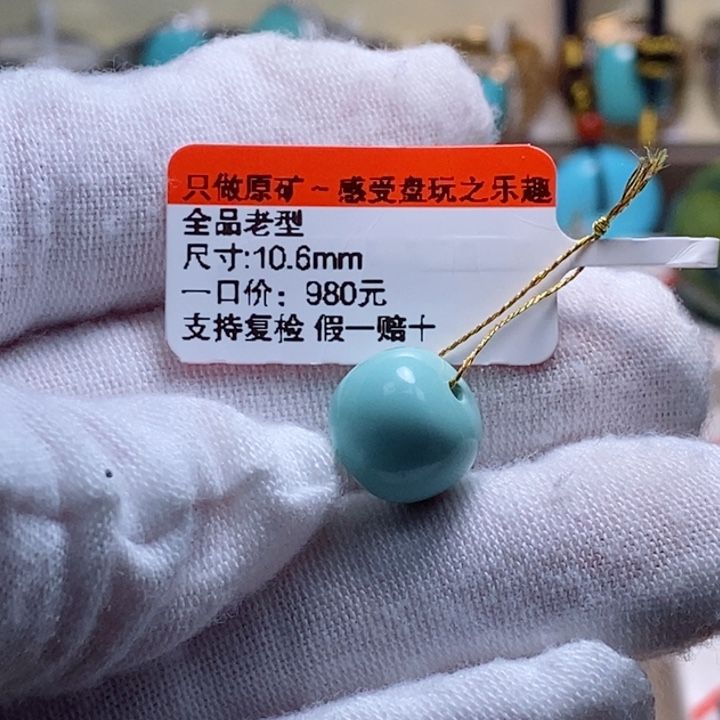 只做原矿~感受盘玩之乐趣
全品老型
尺寸:10.6mm
一口价：980元
支持复检 假一赔十